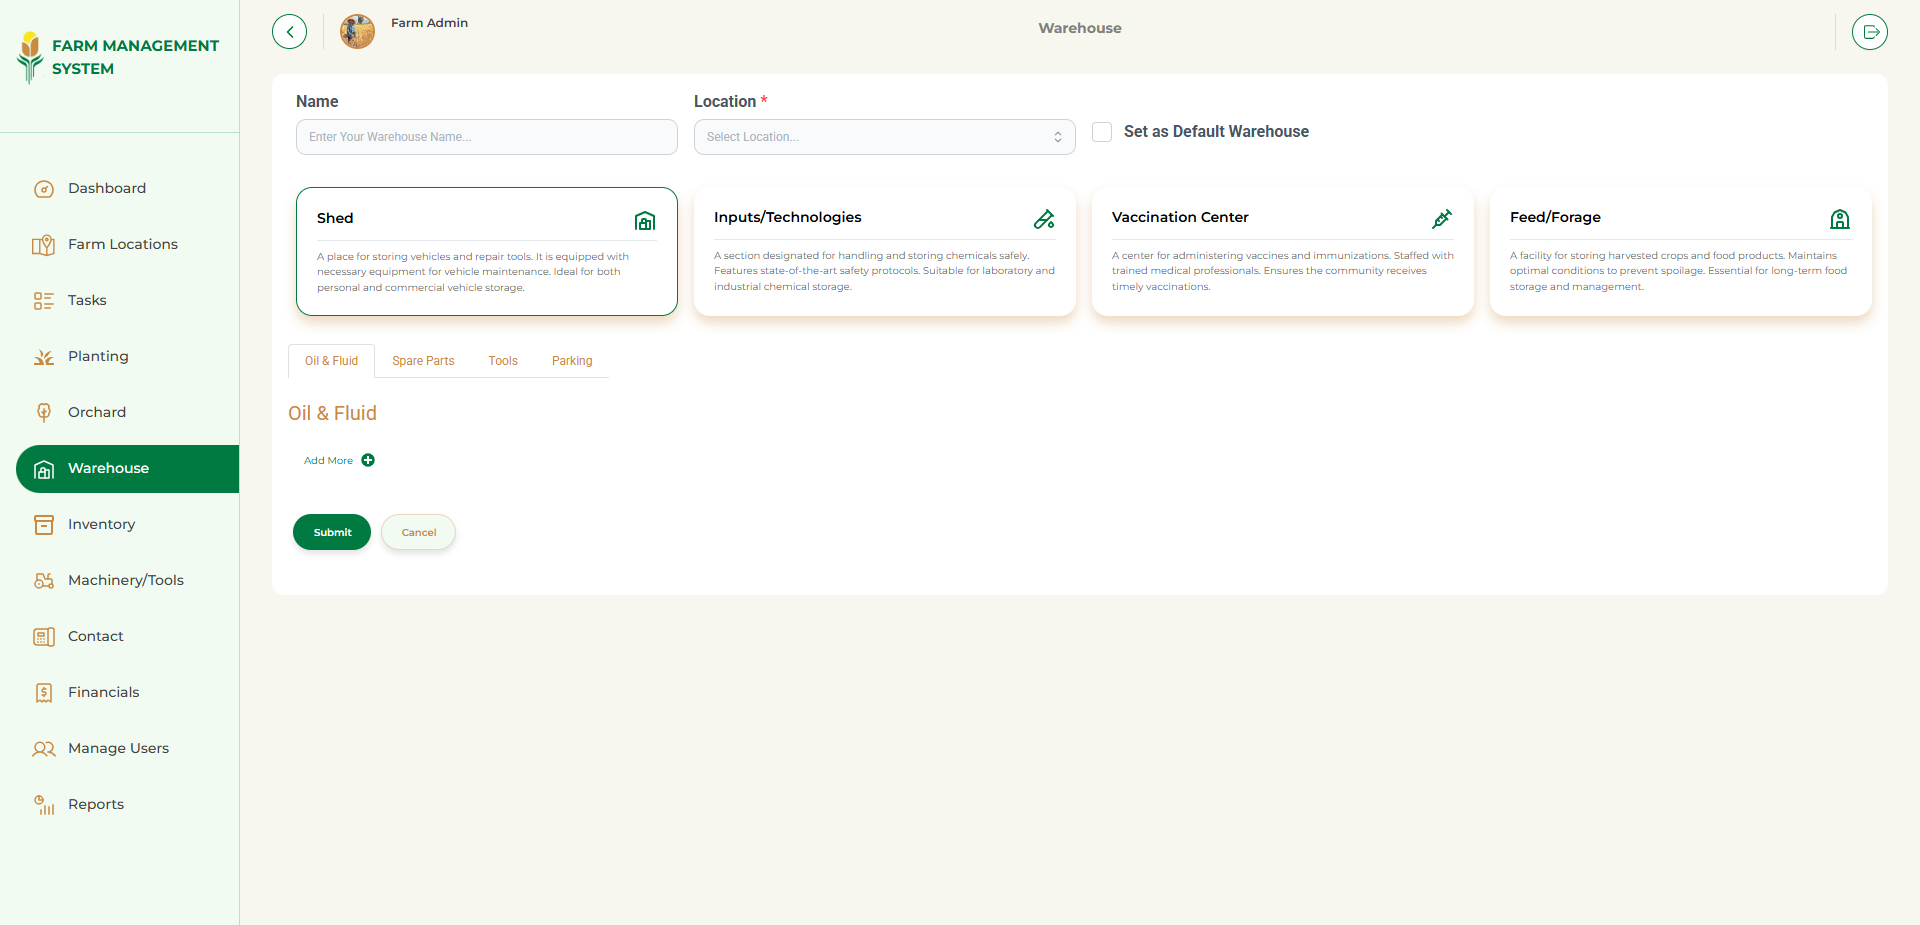 FARM MANAGEMENT
SYSTEM
Farm Admin
Warehouse
Dashboard
Farm Locations
Tasks
Planting
Orchard
Warehouse
Inventory
Machinery/Tools
Contact
Financials
Manage Users
Reports
Name
Enter Your Warehouse Name...
Location *
Select Location...
Set as Default Warehouse
Shed
A place for storing vehicles and repair tools. It is equipped with
necessary equipment for vehicle maintenance. Ideal for both
personal and commercial vehicle storage.
Inputs/Technologies
A section designated for handling and storing chemicals safely.
Features state-of-the-art safety protocols. Suitable for laboratory and
industrial chemical storage.
Vaccination Center
A center for administering vaccines and immunizations. Staffed with
trained medical professionals. Ensures the community receives
timely vaccinations.
Feed/Forage
A facility for storing harvested crops and food products. Maintains
optimal conditions to prevent spoilage. Essential for long-term food
storage and management.
Oil & Fluid
Spare Parts
Tools
Parking
Oil & Fluid
Add More
Submit
Cancel